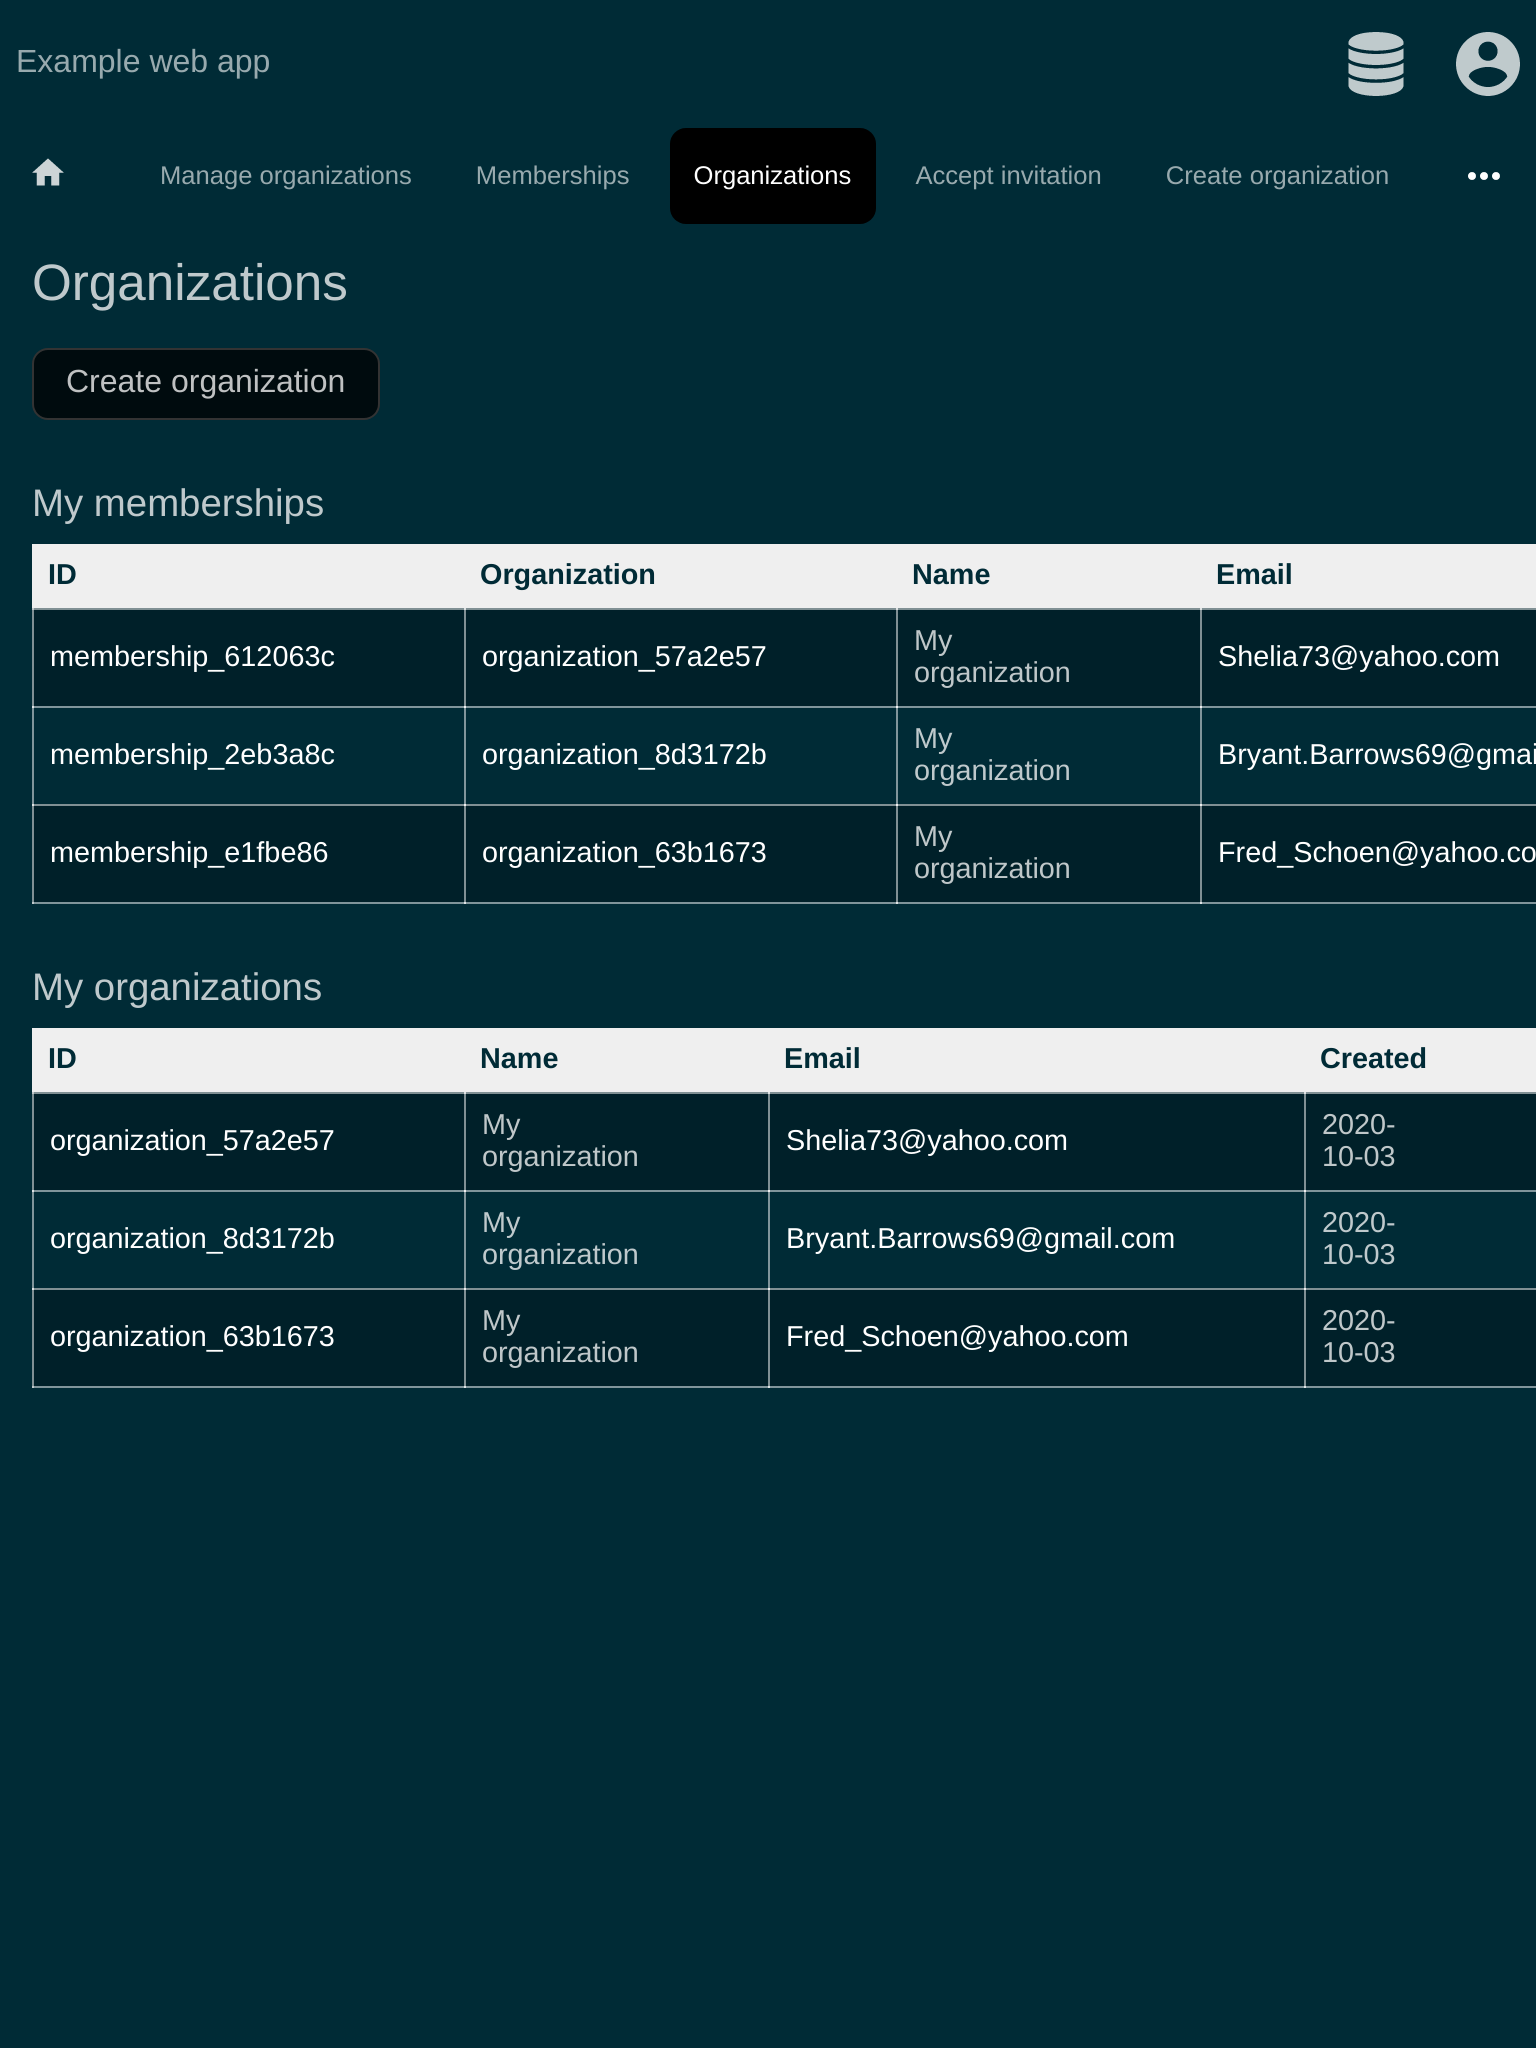 Example web app
Manage organizations Memberships Organizations Accept invitation Create organization
Organizations
Create organization
My memberships
ID Organization Name Email
membership_612063c organization_57a2e57 My organization Shelia73@yahoo.com
membership_2eb3a8c organization_8d3172b My organization Bryant.Barrows69@gmai
membership_e1fbe86 organization_63b1673 My organization Fred_Schoen@yahoo.co
My organizations
ID Name Email Created
organization_57a2e57 My organization Shelia73@yahoo.com 2020-10-03
organization_8d3172b My organization Bryant.Barrows69@gmail.com 2020-10-03
organization_63b1673 My organization Fred_Schoen@yahoo.com 2020-10-03